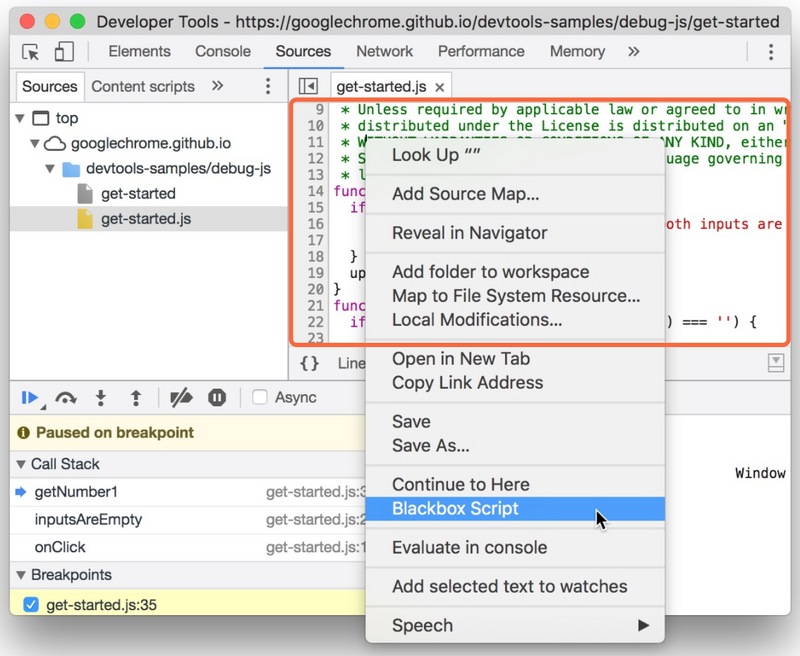 Developer Tools - https://googlechrome.github.io/devtools-samples/debug-js/get-started
Elements Console Sources Network Performance Memory »
Sources Content scripts »
get-started.js ×
top
googlechrome.github.io
devtools-samples/debug-js
get-started
get-started.js
9 * Unless required by applicable law or agreed to in
10 * distributed under the License is distributed on an
11 * ANY KIND, either
12 * governing
13 *
14 func
15 if
16 oth inputs are
17
18 }
19 up
20 }
21 func
22 if ) === '') {
23
{ } Line
Look Up “”
Add Source Map...
Reveal in Navigator
Add folder to workspace
Map to File System Resource...
Local Modifications...
Open in New Tab
Copy Link Address
Save
Save As...
Continue to Here
Blackbox Script
Evaluate in console
Add selected text to watches
Speech
Async
Paused on breakpoint
Call Stack
getNumber1 get-started.js:3
inputsAreEmpty get-started.js:2
onClick get-started.js:1
Breakpoints
get-started.js:35
Window